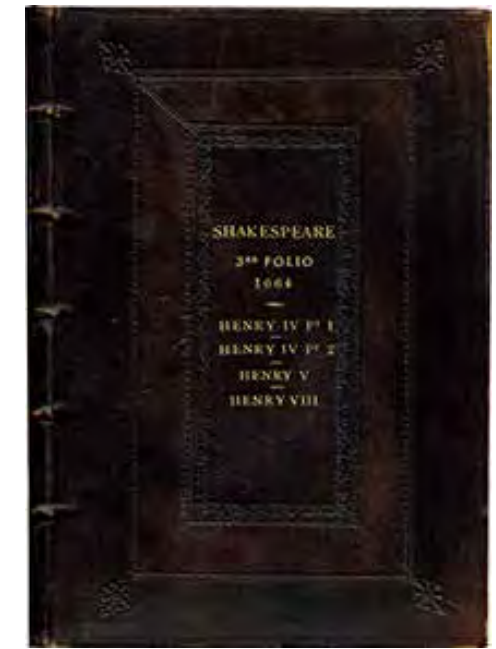 SHAKESPEARE
3RD FOLIO
1664
HENRY IV PT 1
HENRY IV PT 2
HENRY V
HENRY VIII